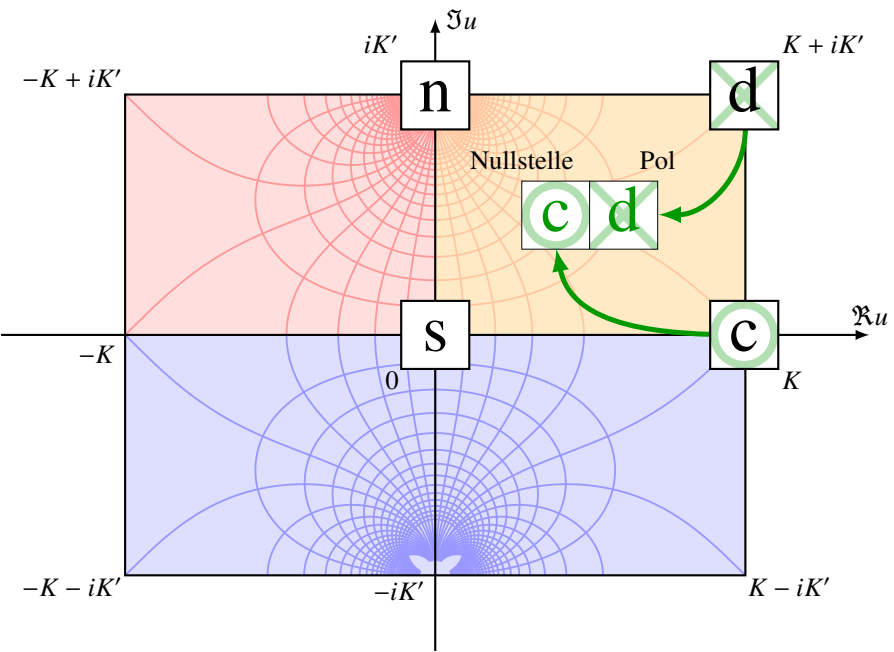 ℑu
iK′
K + iK′
−K + iK′
n
d
Nullstelle
Pol
c d
s
c
ℜu
−K
0
K
−K − iK′
−iK′
K − iK′